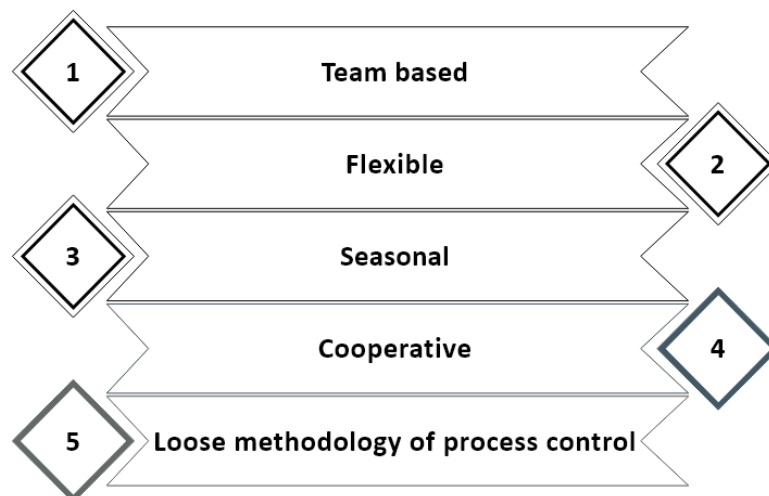 1
Team based
Flexible
2
3
Seasonal
Cooperative
4
5
Loose methodology of process control